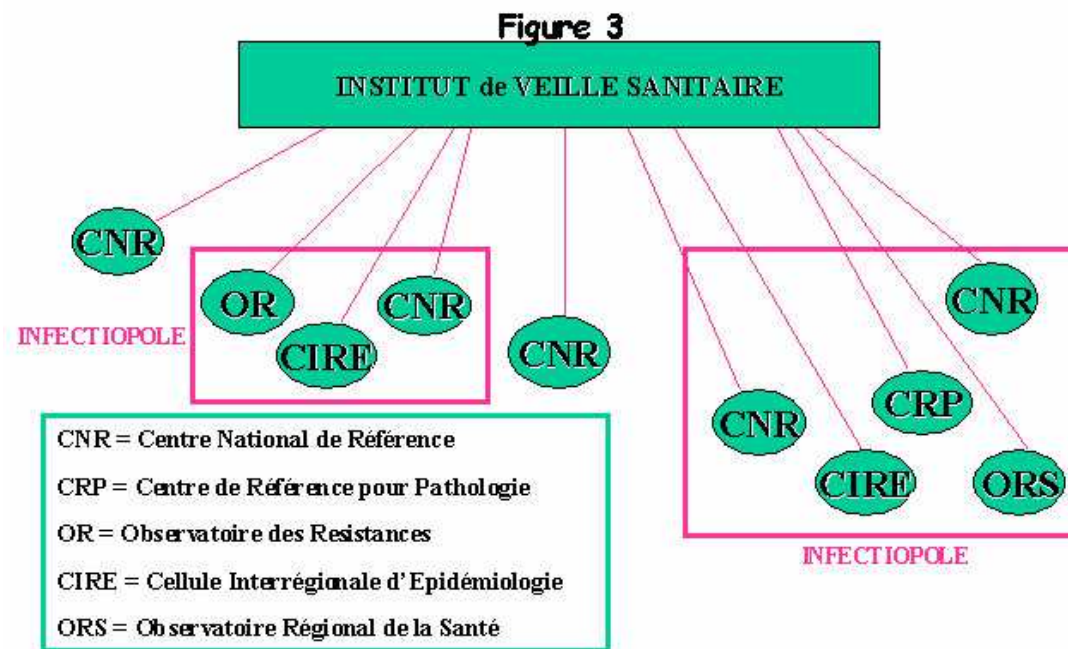 Figure 3
INSTITUT de VEILLE SANITAIRE
CNR
OR
CNR
CIRE
INFECTIOPOLE
CNR
CNR
CNR
CRP
CIRE
ORS
INFECTIOPOLE
CNR = Centre National de Référence
CRP = Centre de Référence pour Pathologie
OR = Observatoire des Resistances
CIRE = Cellule Interrégionale d'Epidémiologie
ORS = Observatoire Régional de la Santé